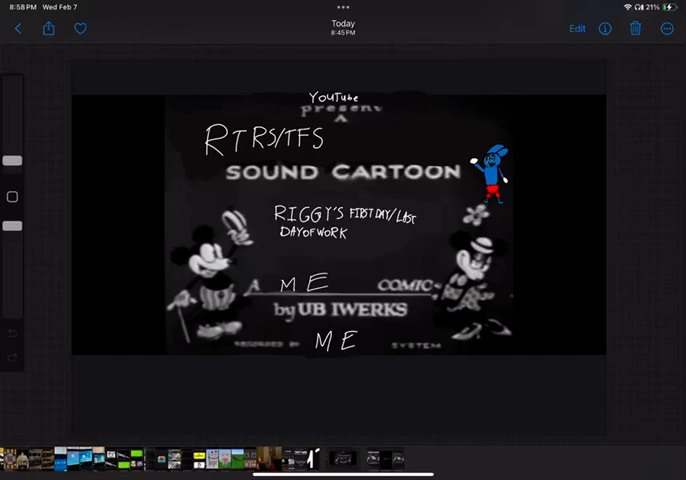 8:58 PM Wed Feb 7
21%
Today
8:45 PM
Edit
YouTube
present
A
RTRS/TFS
SOUND CARTOON
RIGGY'S FIRST DAY/LAST
DAY OF WORK
A ME COMIC
by UB IWERKS
RECORDED BY ME SYSTEM